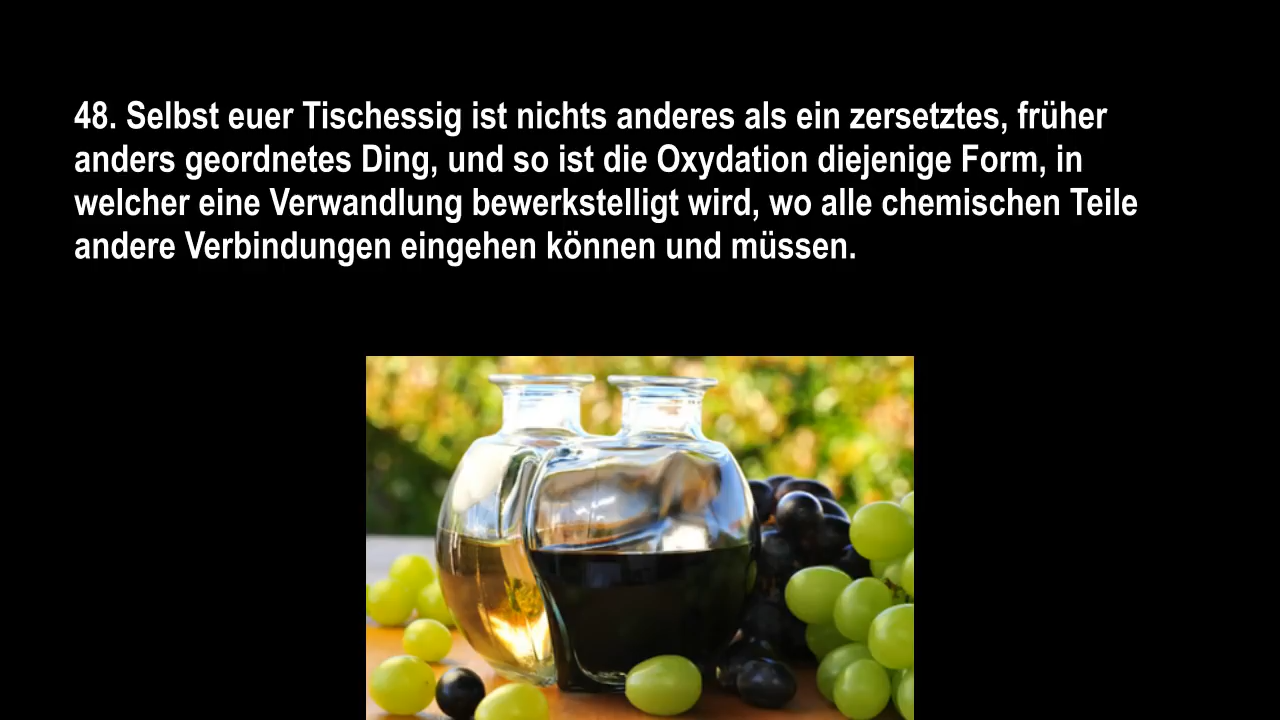 48. Selbst euer Tischessig ist nichts anderes als ein zersetztes, früher
anders geordnetes Ding, und so ist die Oxydation diejenige Form, in
welcher eine Verwandlung bewerkstelligt wird, wo alle chemischen Teile
andere Verbindungen eingehen können und müssen.